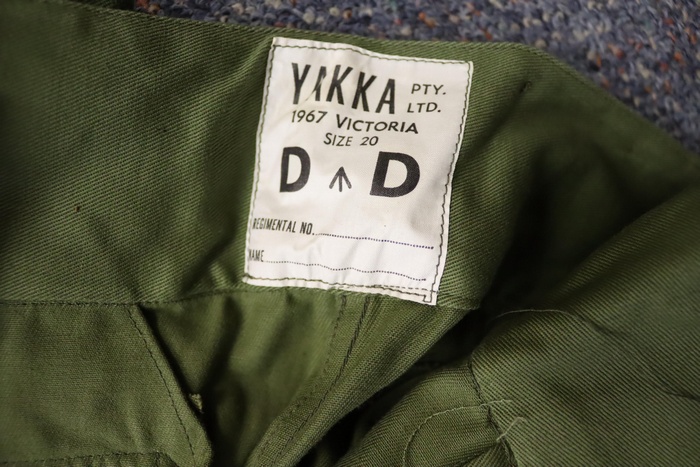 YAKKA PTY. LTD.
1967 VICTORIA
SIZE 20
D ↑ D
REGIMENTAL NO.
NAME